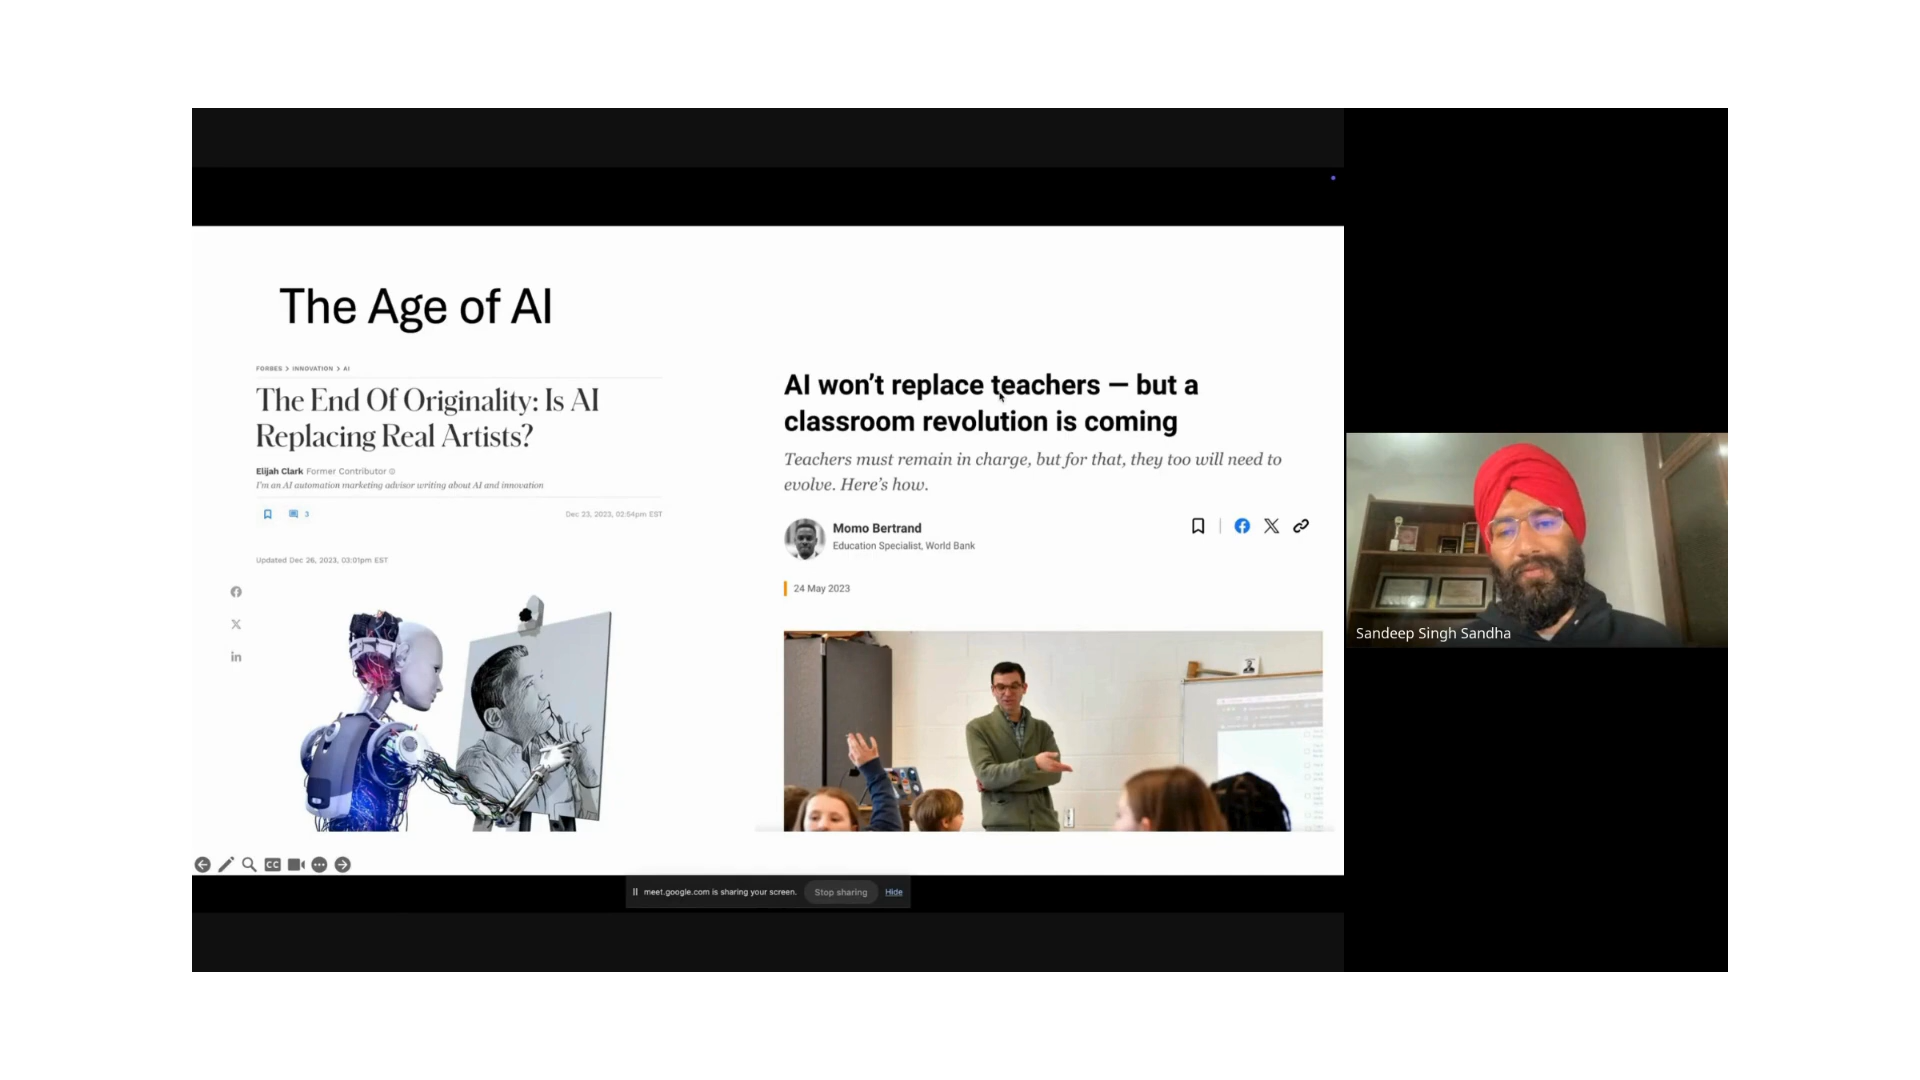 The Age of AI
FORBES > INNOVATION > AI
The End Of Originality: Is AI
Replacing Real Artists?
Elijah Clark Former Contributor
I'm an AI automation marketing advisor writing about AI and innovation
3
Dec 23, 2023, 02:54pm EST
Updated Dec 26, 2023, 03:01pm EST
AI won't replace teachers — but a
classroom revolution is coming
Teachers must remain in charge, but for that, they too will need to
evolve. Here's how.
Momo Bertrand
Education Specialist, World Bank
24 May 2023
CC
meet.google.com is sharing your screen.
Stop sharing
Hide
Sandeep Singh Sandha